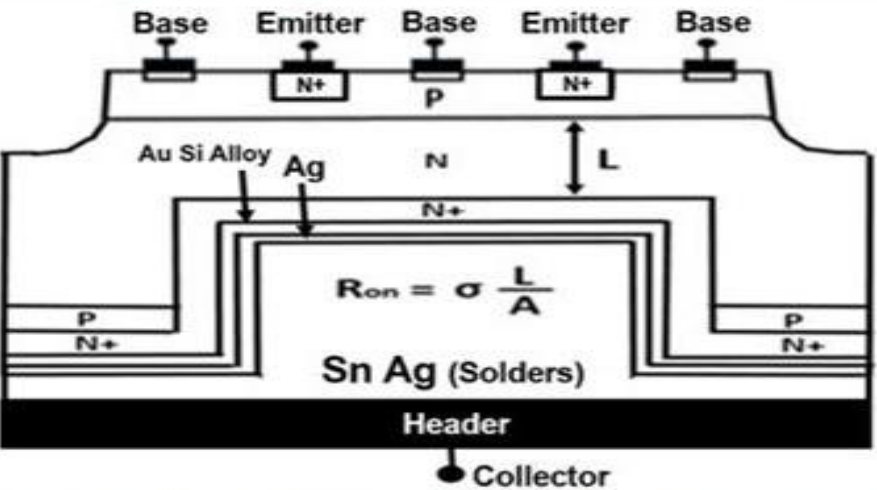 Base Emitter Base Emitter Base
N+ N+
P
Au Si Alloy Ag N L
N+
Ron = σ L/A
P P
N+ N+
Sn Ag (Solders)
Header
Collector